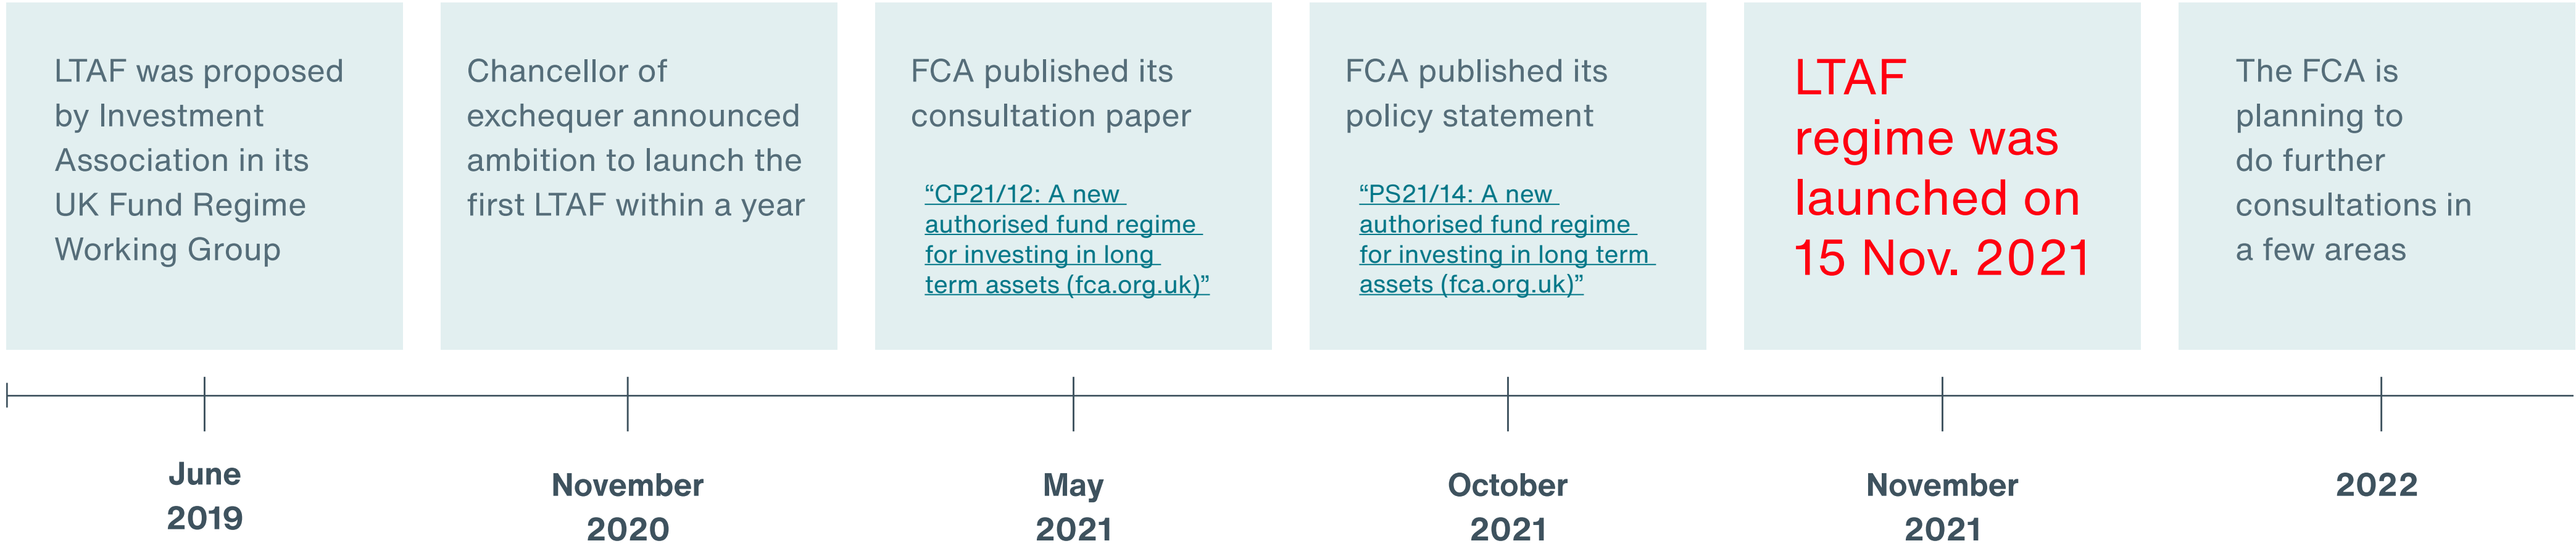 LTAF was proposed
by Investment
Association in its
UK Fund Regime
Working Group
Chancellor of
exchequer announced
ambition to launch the
first LTAF within a year
FCA published its
consultation paper
“CP21/12: A new
authorised fund regime
for investing in long
term assets (fca.org.uk)”
FCA published its
policy statement
“PS21/14: A new
authorised fund regime
for investing in long term
assets (fca.org.uk)”
LTAF
regime was
launched on
15 Nov. 2021
The FCA is
planning to
do further
consultations in
a few areas
June
2019
November
2020
May
2021
October
2021
November
2021
2022